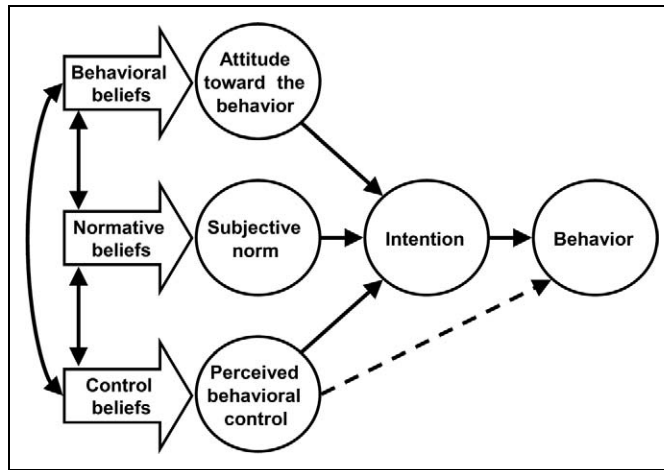 Behavioral
beliefs
Attitude
toward the
behavior
Normative
beliefs
Subjective
norm
Intention
Behavior
Control
beliefs
Perceived
behavioral
control